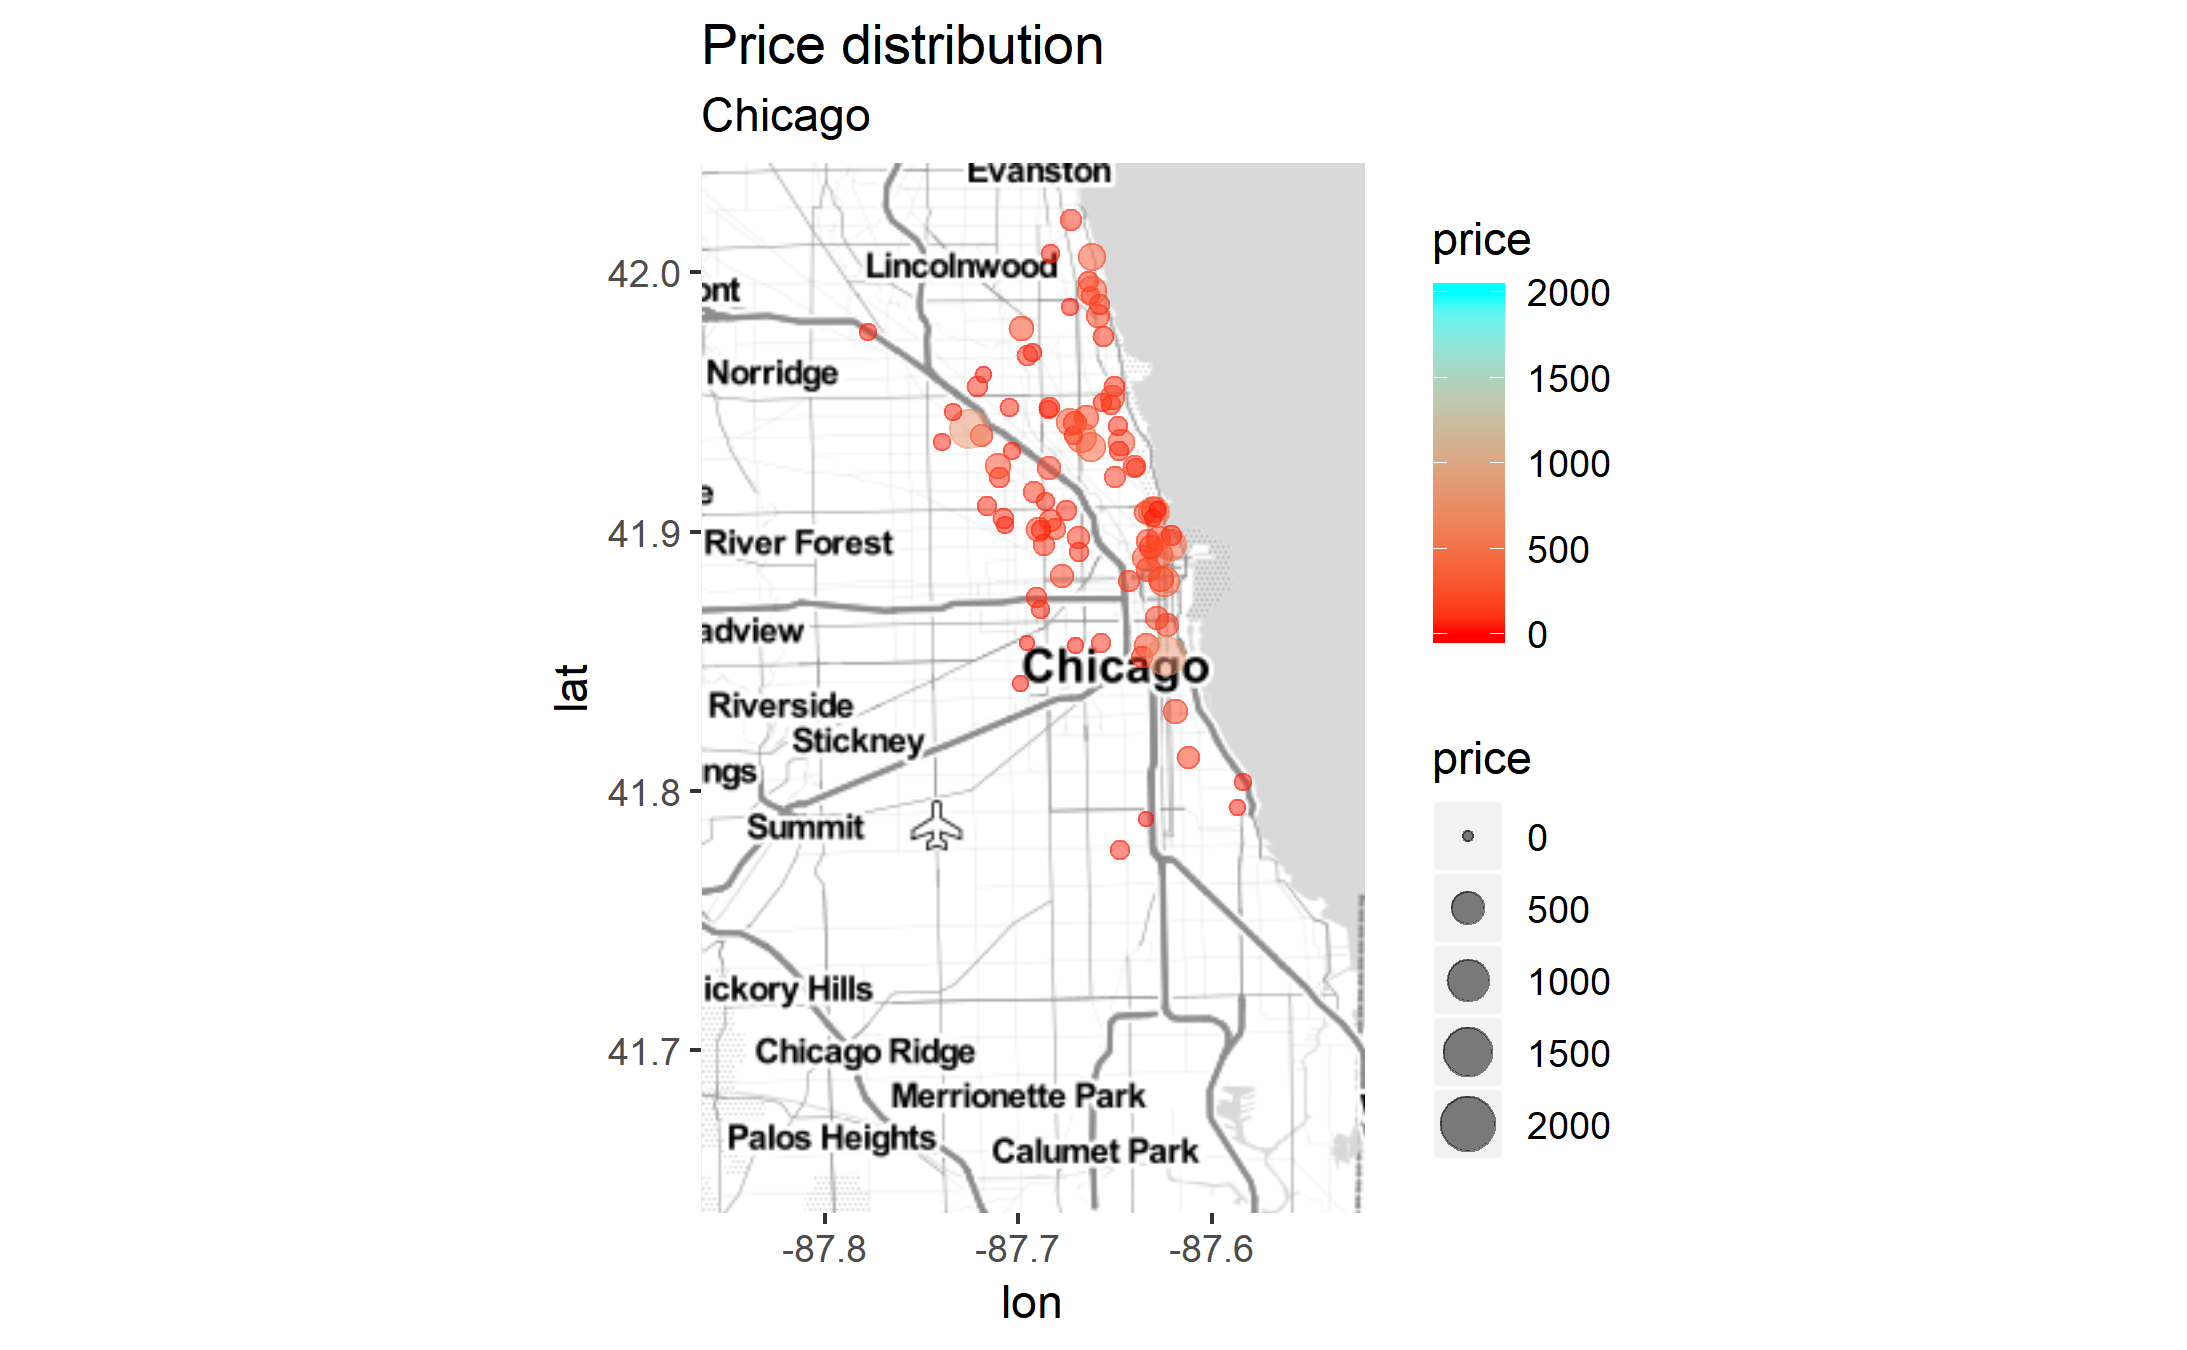 Price distribution
Chicago
Evanston
Lincolnwood
ont
Norridge
e
River Forest
adview
Chicago
Riverside
Stickney
ngs
Summit
ickory Hills
Chicago Ridge
Merrionette Park
Palos Heights
Calumet Park
42.0
41.9
41.8
41.7
lat
-87.8 -87.7 -87.6
lon
price
2000
1500
1000
500
0
price
0
500
1000
1500
2000